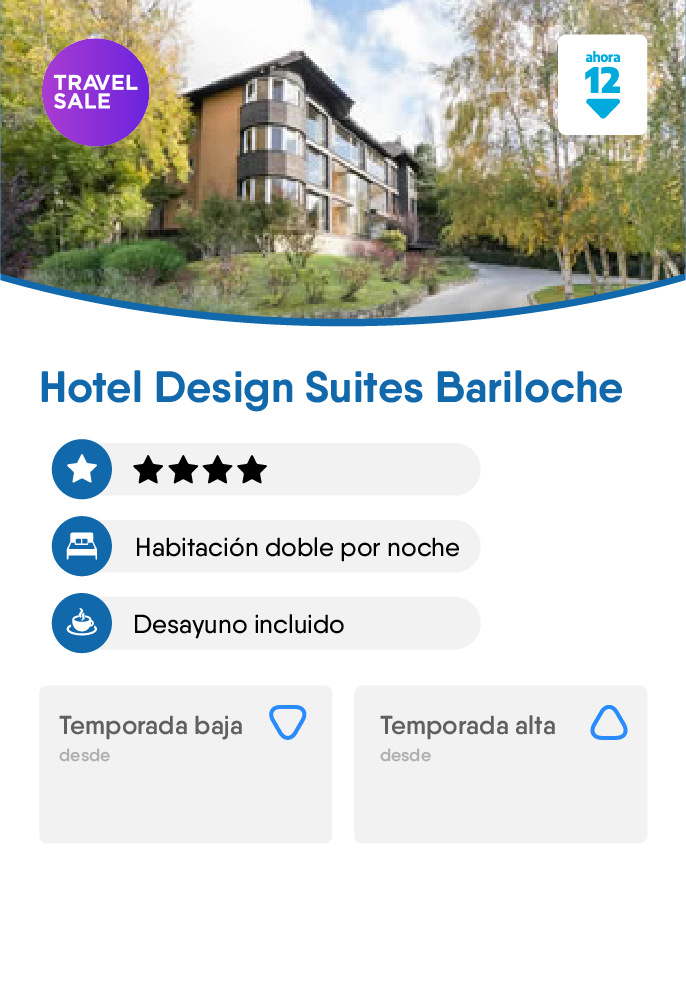 TRAVEL
SALE
ahora
12
Hotel Design Suites Bariloche
Habitación doble por noche
Desayuno incluido
Temporada baja
desde
Temporada alta
desde